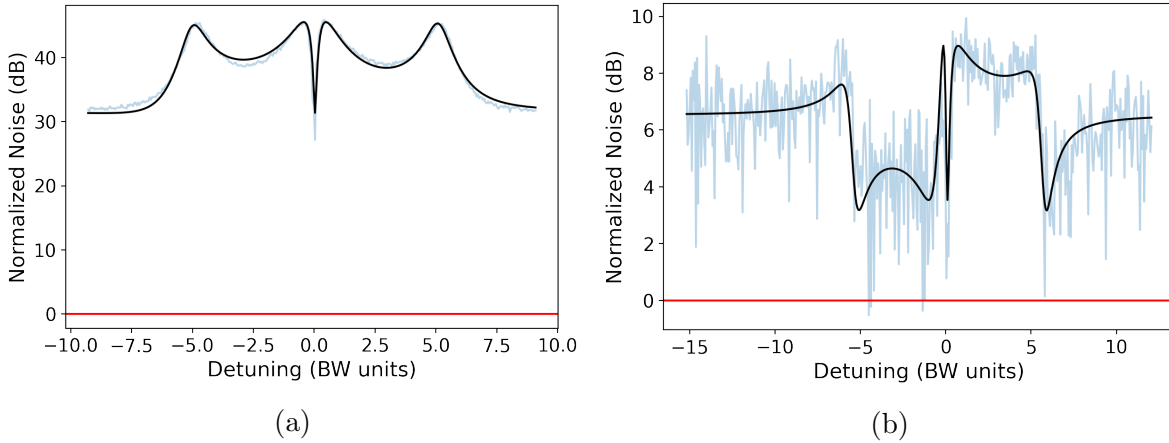 Normalized Noise (dB)
40
30
20
10
0
-10.0 -7.5 -5.0 -2.5 0.0 2.5 5.0 7.5 10.0
Detuning (BW units)
(a)
Normalized Noise (dB)
10
8
6
4
2
0
-15 -10 -5 0 5 10
Detuning (BW units)
(b)